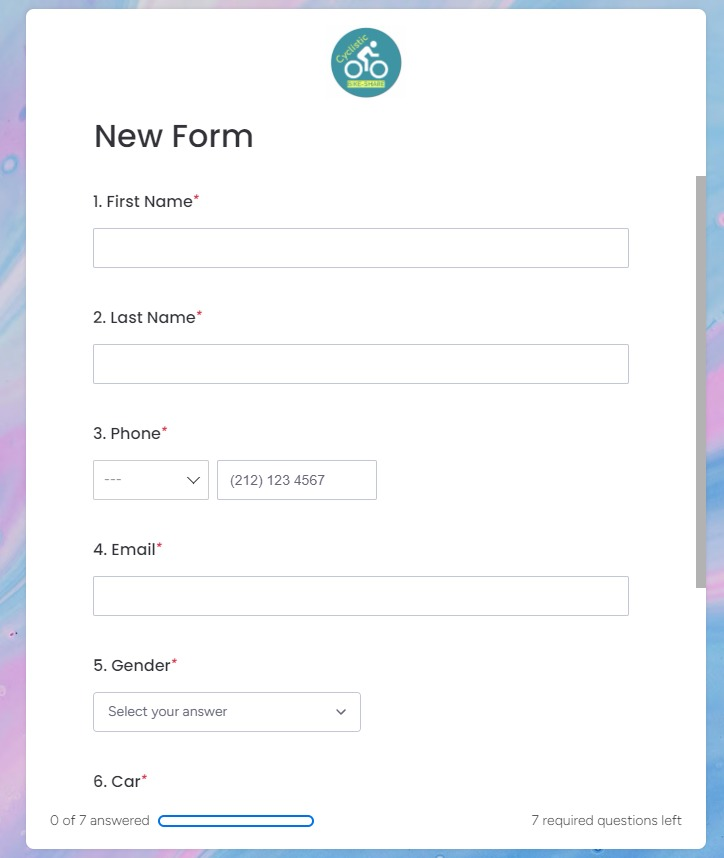 Cyclistic
BIKE-SHARE
New Form
1. First Name*
2. Last Name*
3. Phone*
---
(212) 123 4567
4. Email*
5. Gender*
Select your answer
6. Car*
0 of 7 answered
7 required questions left